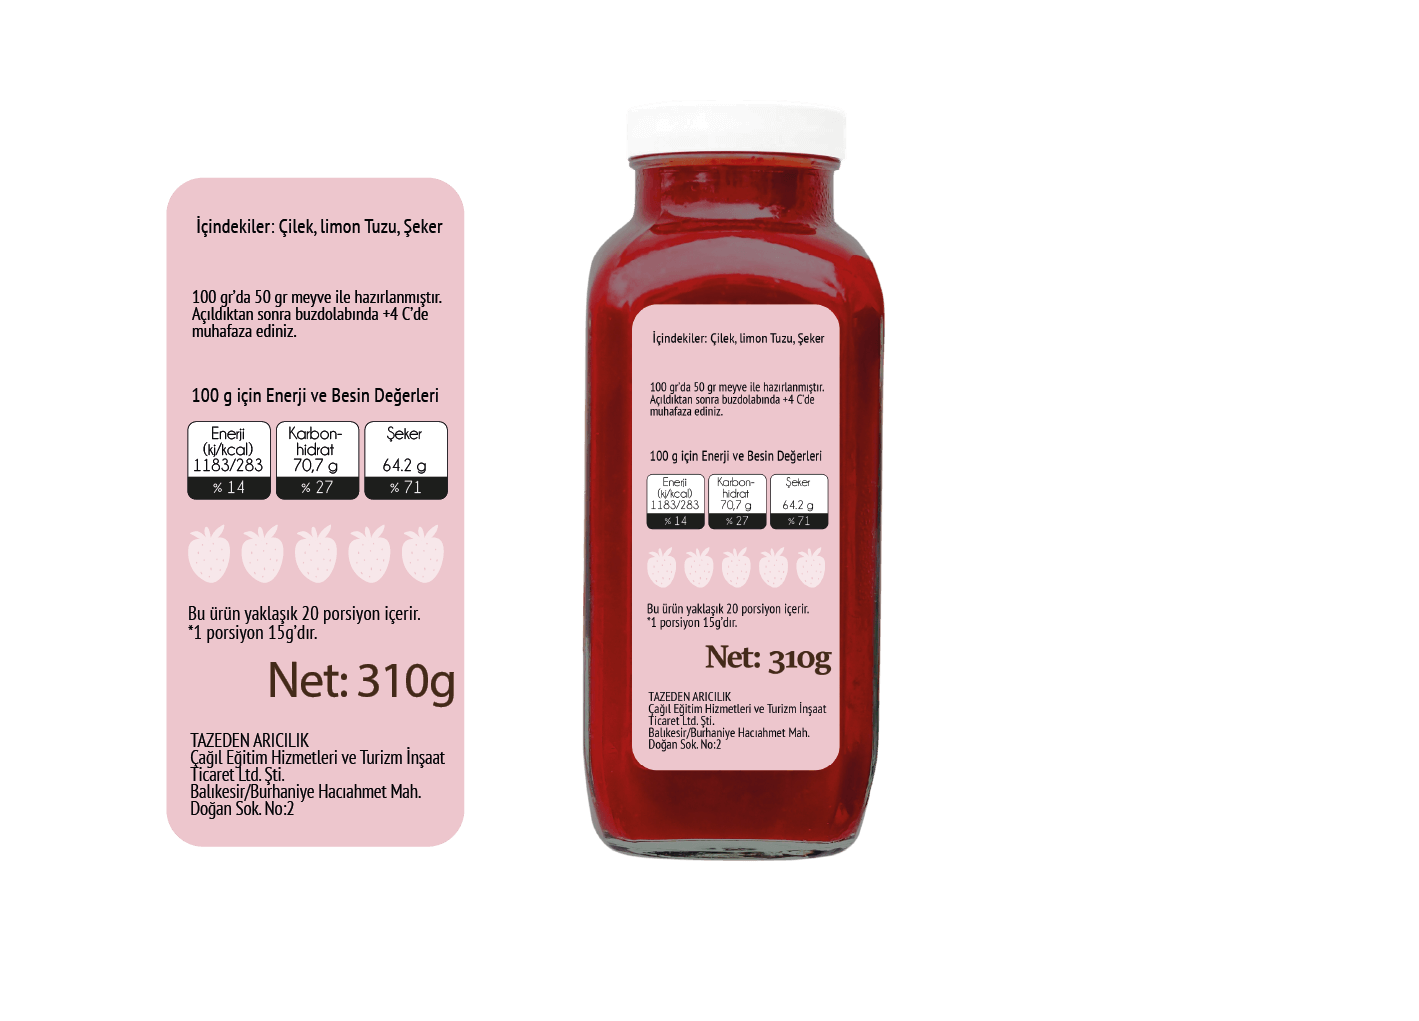 İçindekiler: Çilek, limon Tuzu, Şeker
100 gr’da 50 gr meyve ile hazırlanmıştır.
Açıldıktan sonra buzdolabında +4 C’de
muhafaza ediniz.
100 g için Enerji ve Besin Değerleri
Enerji
(kj/kcal)
1183/283
% 14
Karbon-
hidrat
70,7 g
% 27
Şeker
64.2 g
% 71
Bu ürün yaklaşık 20 porsiyon içerir.
*1 porsiyon 15g’dır.
Net: 310g
TAZEDEN ARICILIK
Çağıl Eğitim Hizmetleri ve Turizm İnşaat
Ticaret Ltd. Şti.
Balıkesir/Burhaniye Hacıahmet Mah.
Doğan Sok. No:2
İçindekiler: Çilek, limon Tuzu, Şeker
100 gr’da 50 gr meyve ile hazırlanmıştır.
Açıldıktan sonra buzdolabında +4 C’de
muhafaza ediniz.
100 g için Enerji ve Besin Değerleri
Enerji
(kj/kcal)
1183/283
% 14
Karbon-
hidrat
70,7 g
% 27
Şeker
64.2 g
% 71
Bu ürün yaklaşık 20 porsiyon içerir.
*1 porsiyon 15g’dır.
Net: 310g
TAZEDEN ARICILIK
Çağıl Eğitim Hizmetleri ve Turizm İnşaat
Ticaret Ltd. Şti.
Balıkesir/Burhaniye Hacıahmet Mah.
Doğan Sok. No:2